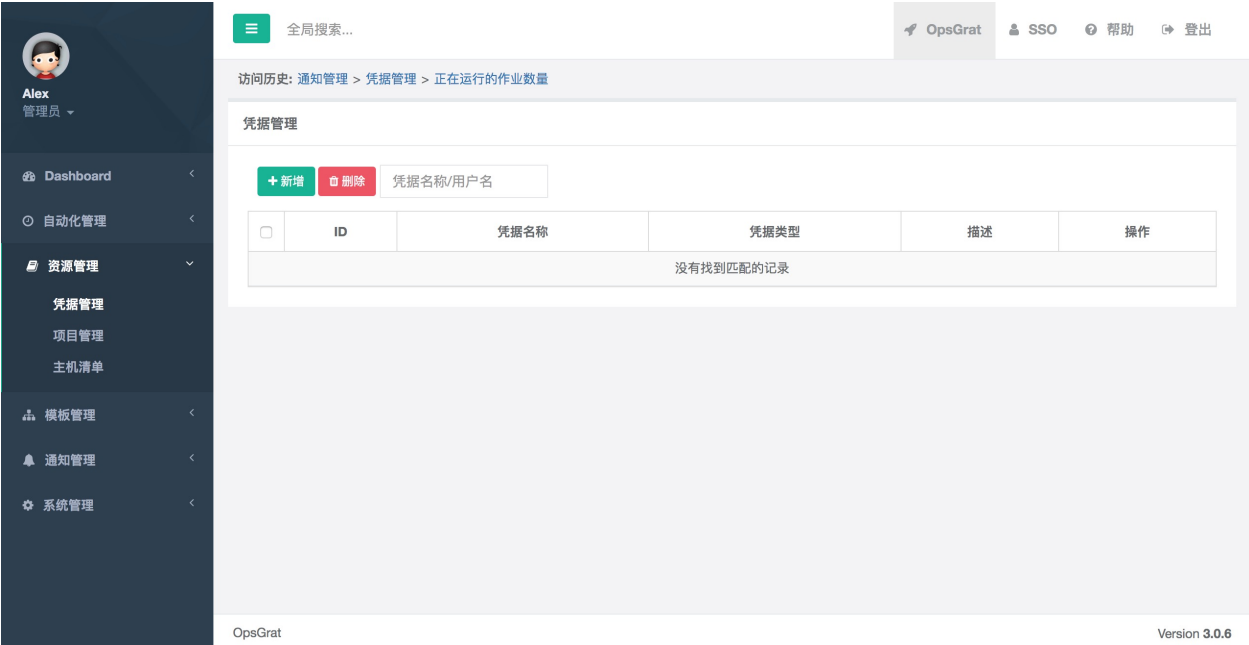 全局搜索...
OpsGrat
SSO
帮助
登出
Alex
管理员
Dashboard
自动化管理
资源管理
凭据管理
项目管理
主机清单
模板管理
通知管理
系统管理
访问历史: 通知管理 > 凭据管理 > 正在运行的作业数量
凭据管理
新增 删除 凭据名称/用户名
ID 凭据名称 凭据类型 描述 操作
没有找到匹配的记录
OpsGrat
Version 3.0.6